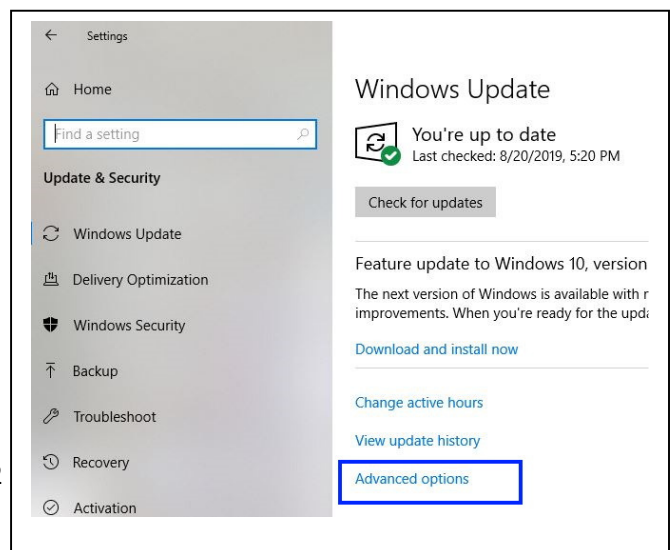 Settings
Home
Find a setting
Update & Security
Windows Update
Delivery Optimization
Windows Security
Backup
Troubleshoot
Recovery
Activation
Windows Update
You're up to date
Last checked: 8/20/2019, 5:20 PM
Check for updates
Feature update to Windows 10, version
The next version of Windows is available with
improvements. When you're ready for the
Download and install now
Change active hours
View update history
Advanced options